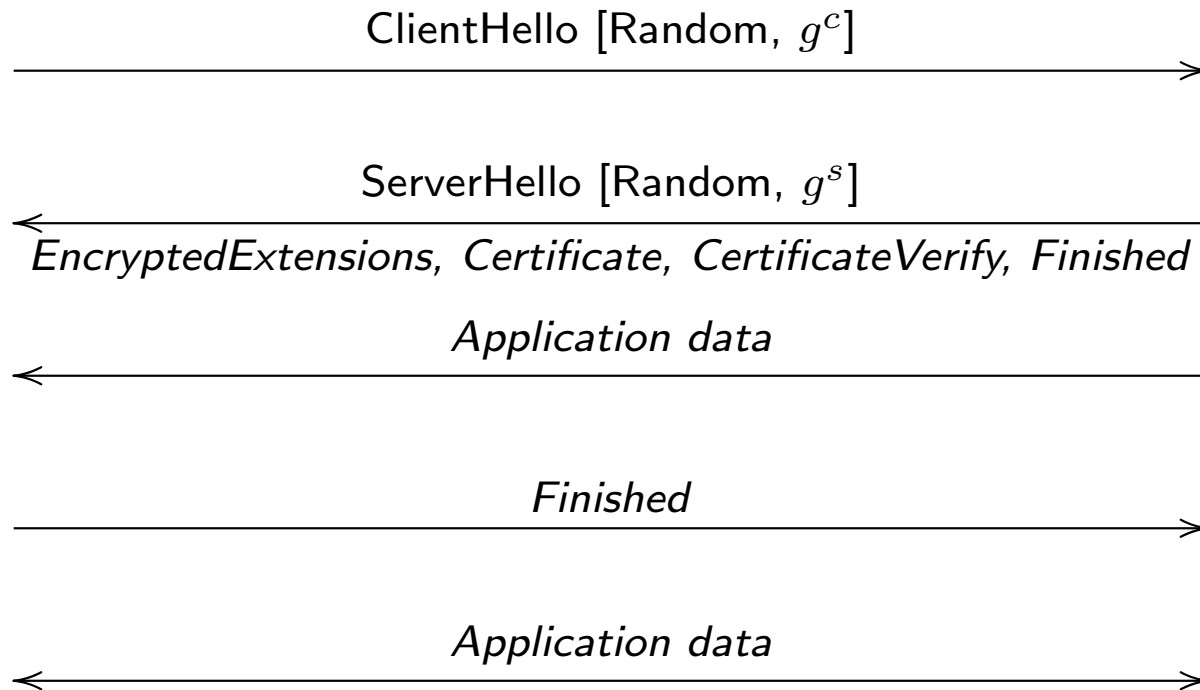 ClientHello [Random, g^c]
ServerHello [Random, g^s]
EncryptedExtensions, Certificate, CertificateVerify, Finished
Application data
Finished
Application data